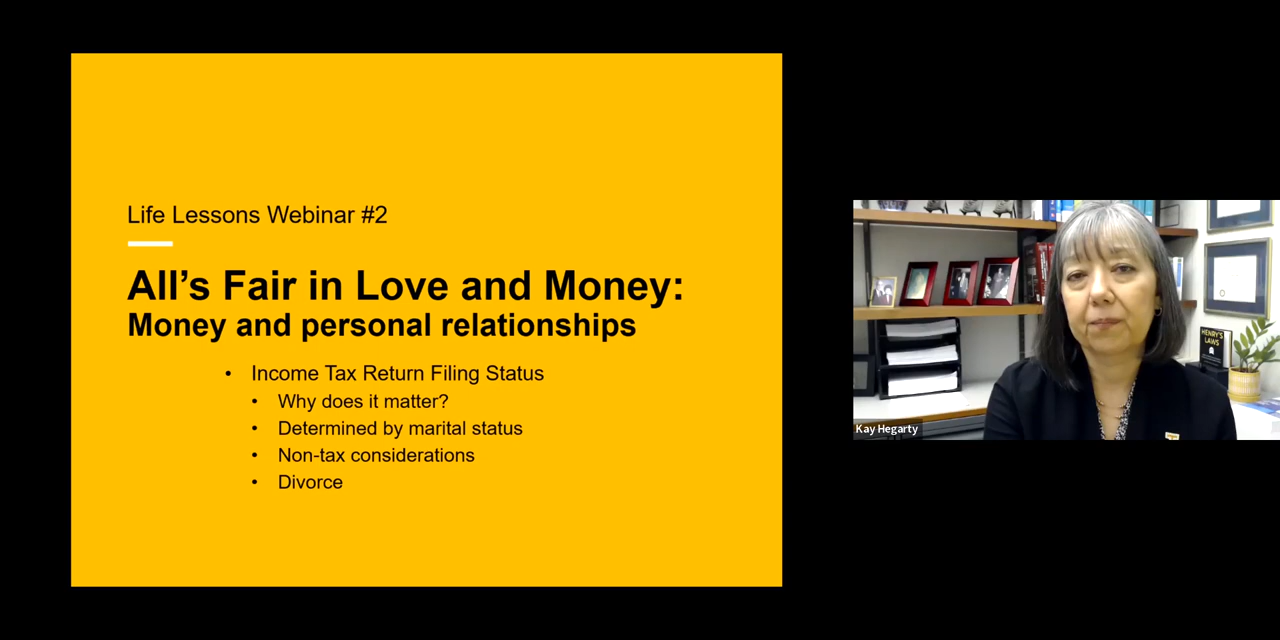 Life Lessons Webinar #2
All’s Fair in Love and Money:
Money and personal relationships
• Income Tax Return Filing Status
• Why does it matter?
• Determined by marital status
• Non-tax considerations
• Divorce
HENRY'S
LAWS
Kay Hegarty